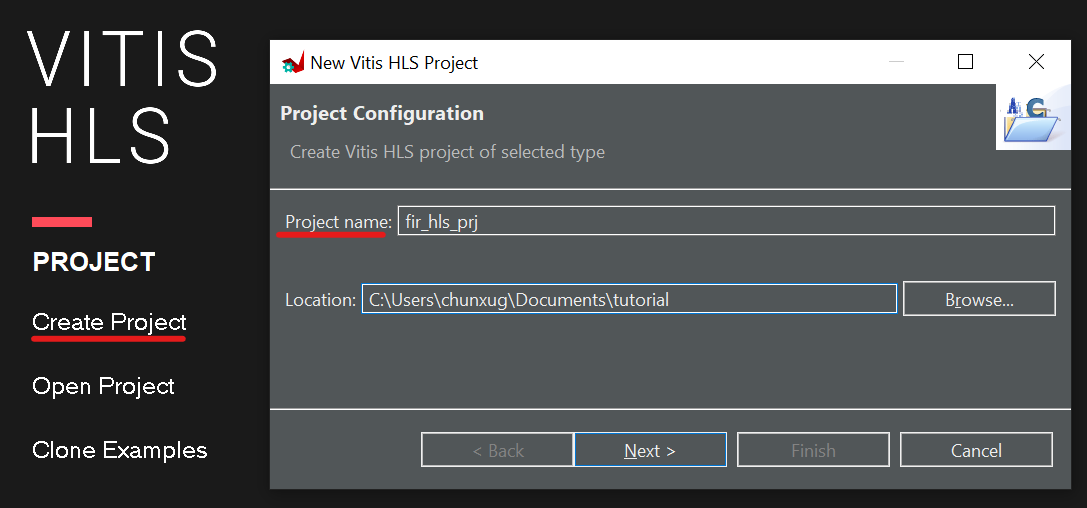 VITIS
HLS
PROJECT
Create Project
Open Project
Clone Examples
New Vitis HLS Project
Project Configuration
Create Vitis HLS project of selected type
Project name: fir_hls_prj
Location: C:\Users\chunxug\Documents\tutorial Browse...
< Back Next > Finish Cancel